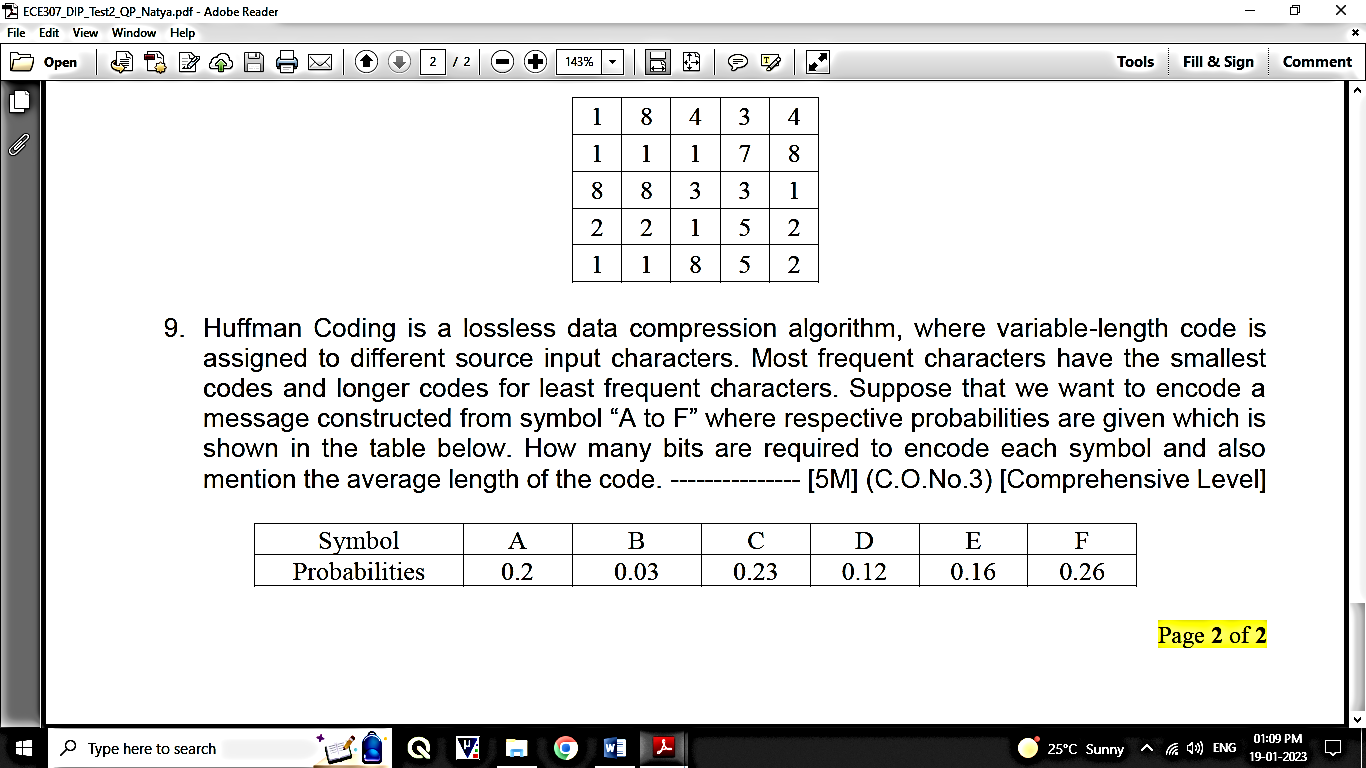 ECE307_DIP_Test2_QP_Natya.pdf - Adobe Reader
File Edit View Window Help
Open 2 / 2 143% Tools Fill & Sign Comment
1 8 4 3 4
1 1 1 7 8
8 8 3 3 1
2 2 1 5 2
1 1 8 5 2
9. Huffman Coding is a lossless data compression algorithm, where variable-length code is
assigned to different source input characters. Most frequent characters have the smallest
codes and longer codes for least frequent characters. Suppose that we want to encode a
message constructed from symbol “A to F” where respective probabilities are given which is
shown in the table below. How many bits are required to encode each symbol and also
mention the average length of the code. --------------- [5M] (C.O.No.3) [Comprehensive Level]
Symbol A B C D E F
Probabilities 0.2 0.03 0.23 0.12 0.16 0.26
Page 2 of 2
Type here to search 25°C Sunny ENG 01:09 PM
19-01-2023